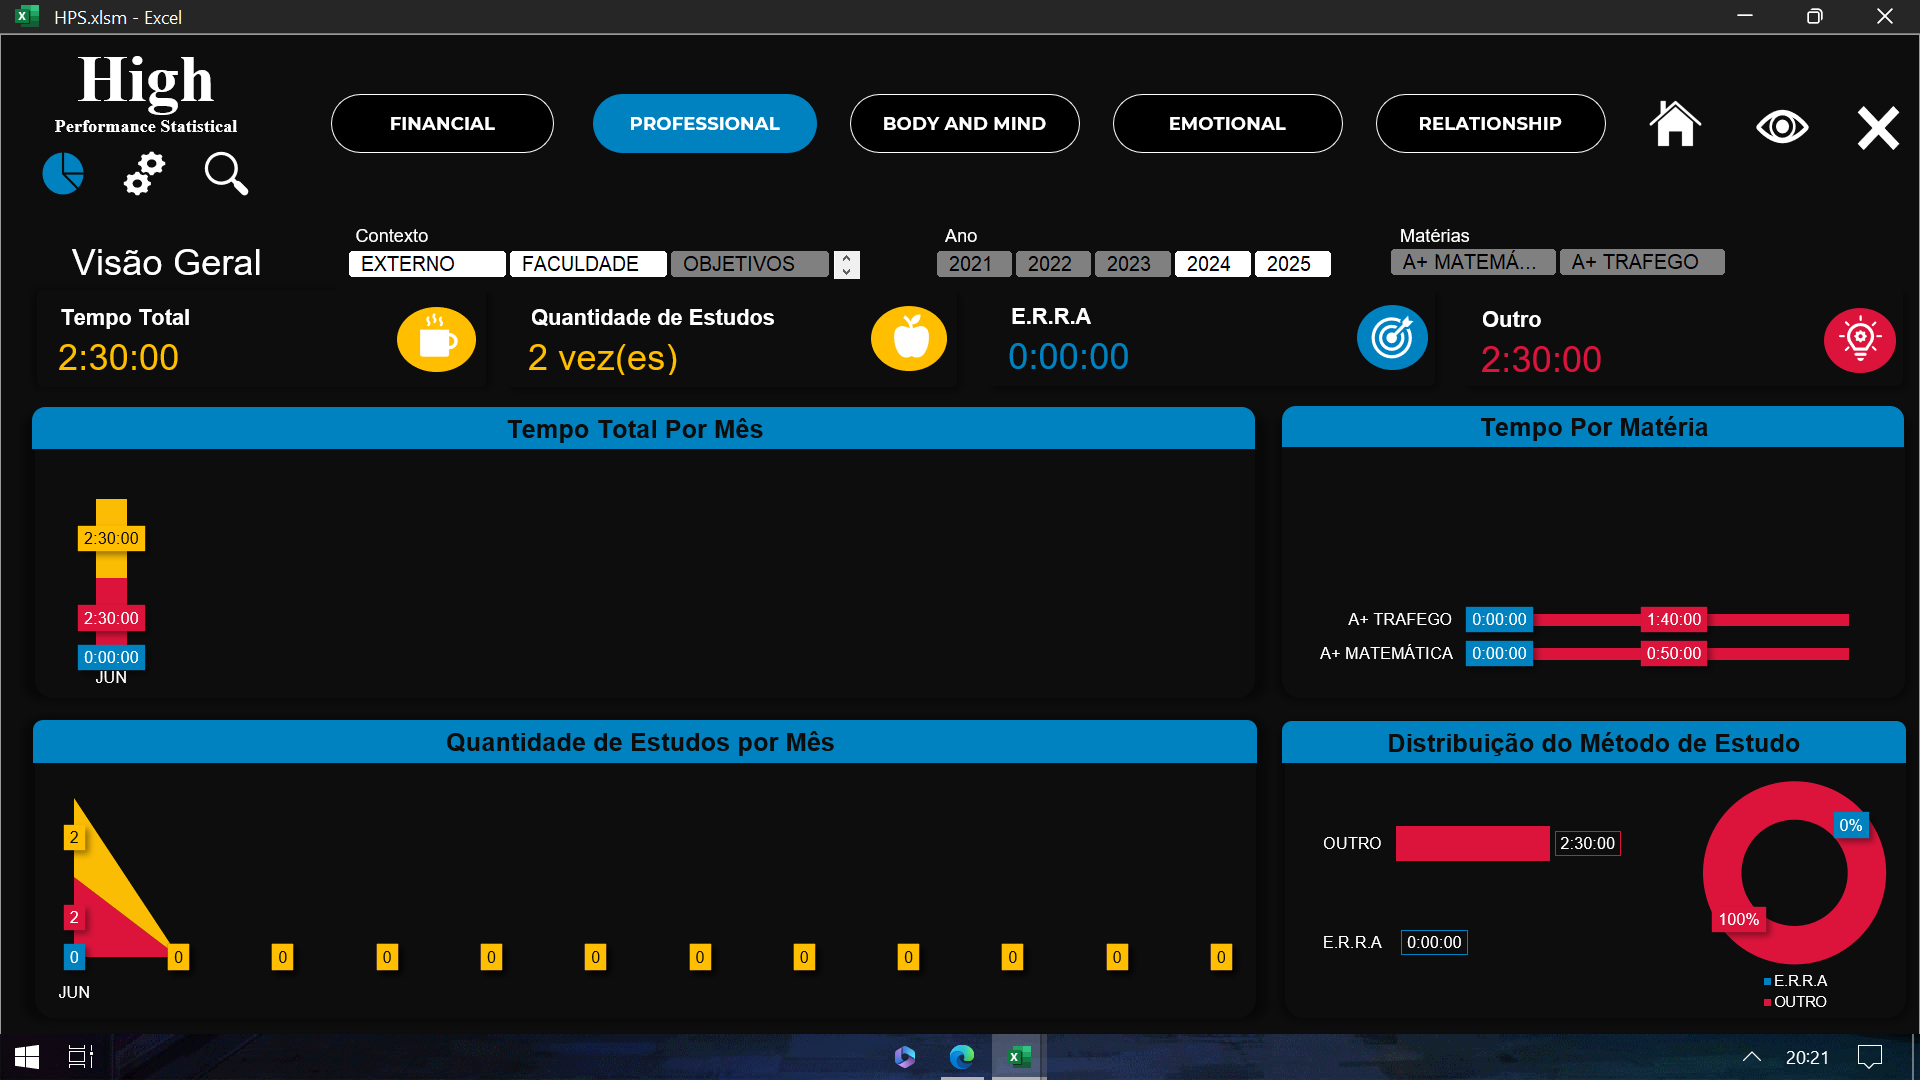 HPS.xlsm - Excel
High
Performance Statistical
FINANCIAL
PROFESSIONAL
BODY AND MIND
EMOTIONAL
RELATIONSHIP
Visão Geral
Contexto
EXTERNO
FACULDADE
OBJETIVOS
Ano
2021
2022
2023
2024
2025
Matérias
A+ MATEMÁ...
A+ TRAFEGO
Tempo Total
2:30:00
Quantidade de Estudos
2 vez(es)
E.R.R.A
0:00:00
Outro
2:30:00
Tempo Total Por Mês
2:30:00
2:30:00
0:00:00
JUN
Tempo Por Matéria
A+ TRAFEGO 0:00:00 1:40:00
A+ MATEMÁTICA 0:00:00 0:50:00
Quantidade de Estudos por Mês
2
2
0 0 0 0 0 0 0 0 0 0 0 0
JUN
Distribuição do Método de Estudo
OUTRO 2:30:00
E.R.R.A 0:00:00
0%
100%
E.R.R.A
OUTRO
20:21